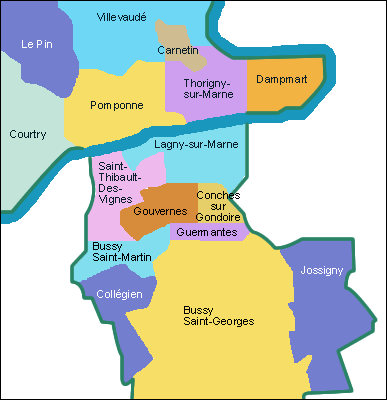 Villevaudé
Le Pin
Carnetin
Dampmart
Thorigny-
sur-Marne
Pomponne
Courtry
Lagny-sur-Marne
Saint-
Thibault-
Des-
Vignes
Conches
sur
Gondoire
Gouvernes
Guermantes
Bussy
Saint-Martin
Jossigny
Collégien
Bussy
Saint-Georges